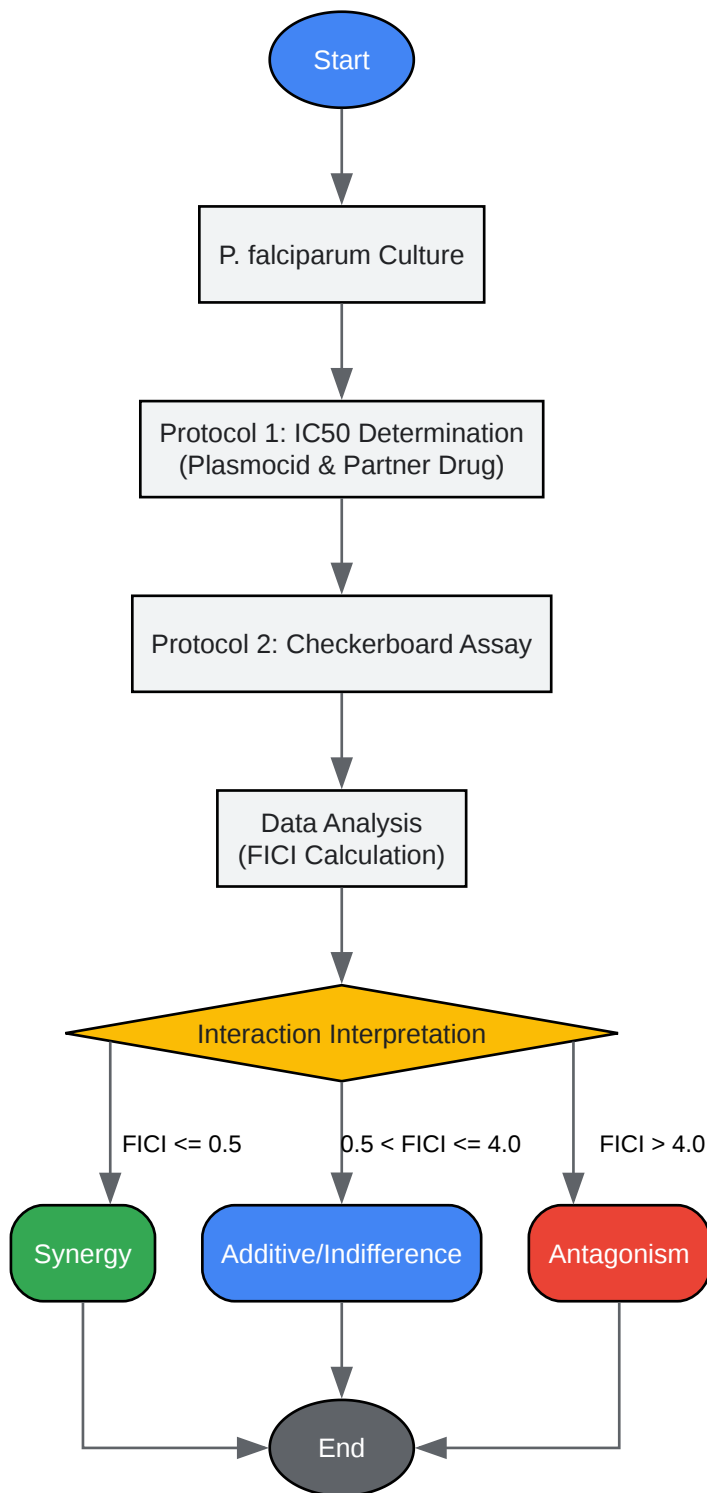 Start
P. falciparum Culture
Protocol 1: IC50 Determination
(Plasmocid & Partner Drug)
Protocol 2: Checkerboard Assay
Data Analysis
(FICI Calculation)
Interaction Interpretation
FICI <= 0.5
0.5 < FICI <= 4.0
FICI > 4.0
Synergy
Additive/Indifference
Antagonism
End